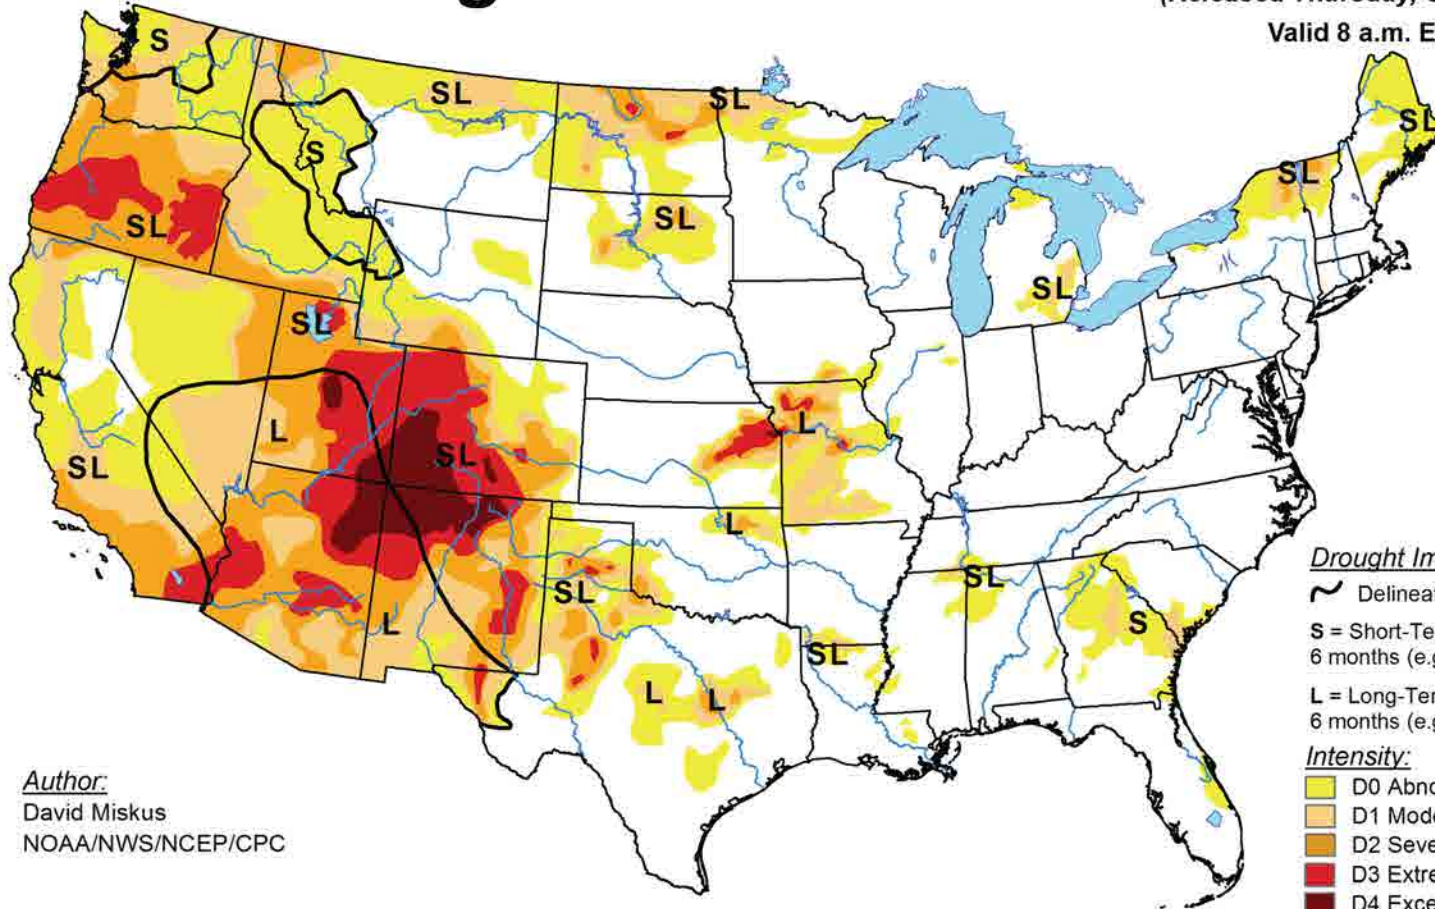 Valid 8 a.m. E
S
SL
SL
SL
S
SL
SL
SL
SL
SL
L
L
SL
SL
L
SL
SL
S
L
SL
L
L
Drought Im
Delinea
S = Short-Te
6 months (e.g
L = Long-Ter
6 months (e.g
Intensity:
D0 Abno
D1 Mode
D2 Seve
D3 Extre
D4 Exce
Author:
David Miskus
NOAA/NWS/NCEP/CPC